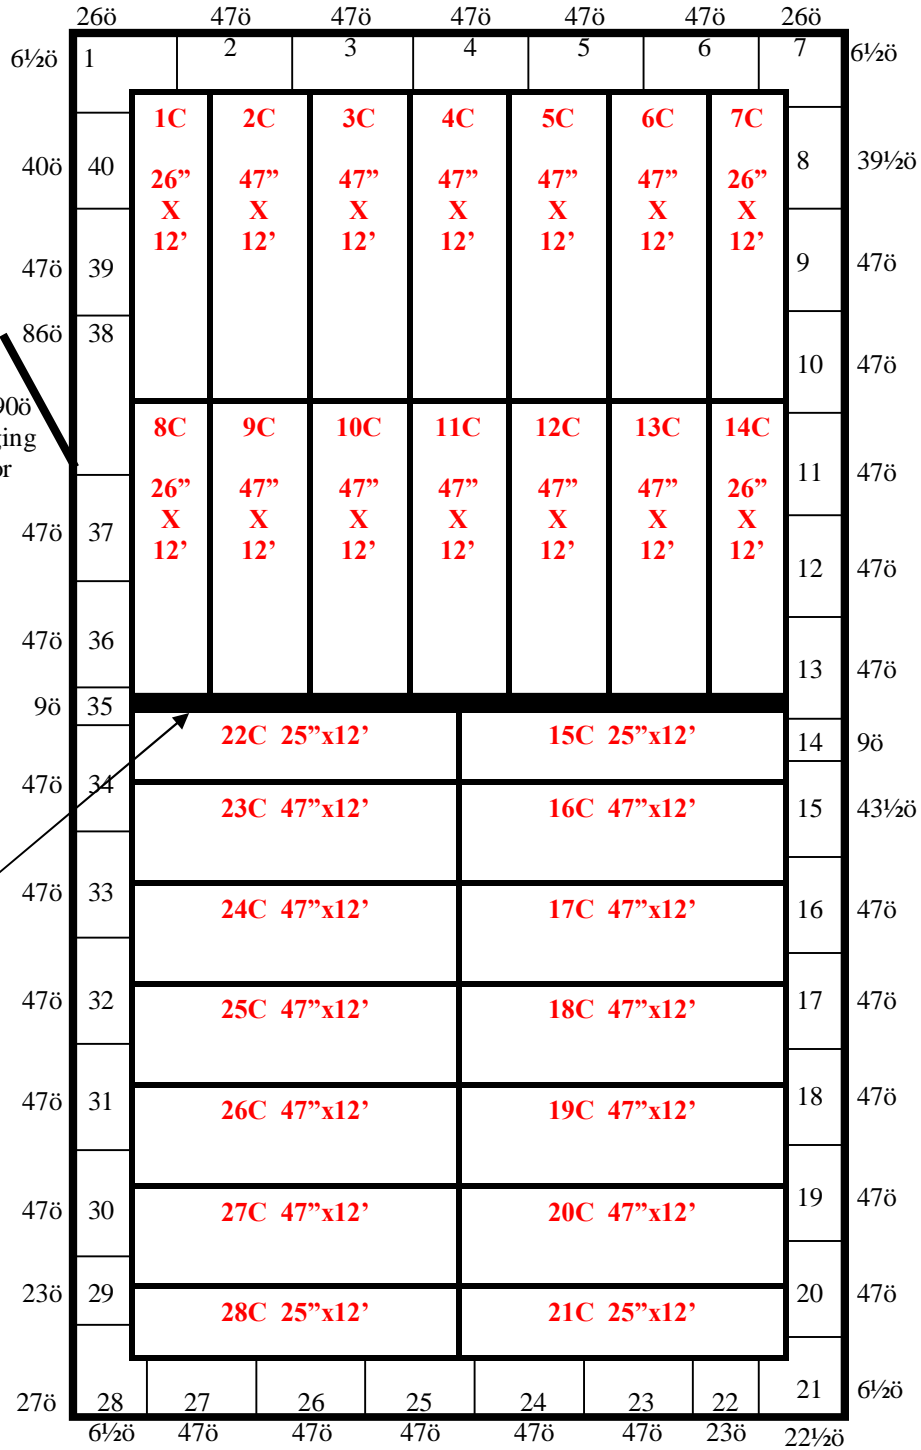 26ö 47ö 47ö 47ö 47ö 47ö 26ö
6½ö 1 2 3 4 5 6 7 6½ö
1C 2C 3C 4C 5C 6C 7C
40ö 40 8 39½ö
26” 47” 47” 47” 47” 47” 26”
X X X X X X X
12’ 12’ 12’ 12’ 12’ 12’ 12’
47ö 39 9 47ö
86ö 38
10 47ö
90ö
8C 9C 10C 11C 12C 13C 14C
11 47ö
26” 47” 47” 47” 47” 47” 26”
X X X X X X X
47ö 37
12’ 12’ 12’ 12’ 12’ 12’ 12’
12 47ö
47ö 36
13 47ö
9ö 35
22C 25”x12’ 15C 25”x12’
14 9ö
47ö 34
23C 47”x12’ 16C 47”x12’ 15 43½ö
47ö 33
24C 47”x12’ 17C 47”x12’ 16 47ö
47ö 32 25C 47”x12’ 18C 47”x12’ 17 47ö
47ö 31 26C 47”x12’ 19C 47”x12’ 18 47ö
47ö 30 27C 47”x12’ 20C 47”x12’ 19 47ö
23ö 29 20 47ö
28C 25”x12’ 21C 25”x12’
21 6½ö
27ö 28 27 26 25 24 23 22
6½ö 47ö 47ö 47ö 47ö 47ö 23ö 22½ö